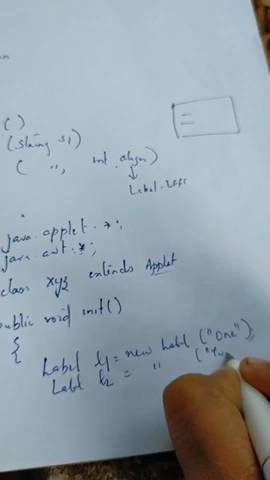 ()
(String s1)
( ", int align)
Label.LEFT
java.applet.*;
java.awt.*;
class xyz extends Applet
public void init()
{
Label l1 = new Label ("One");
Label l2 = " ("Tw